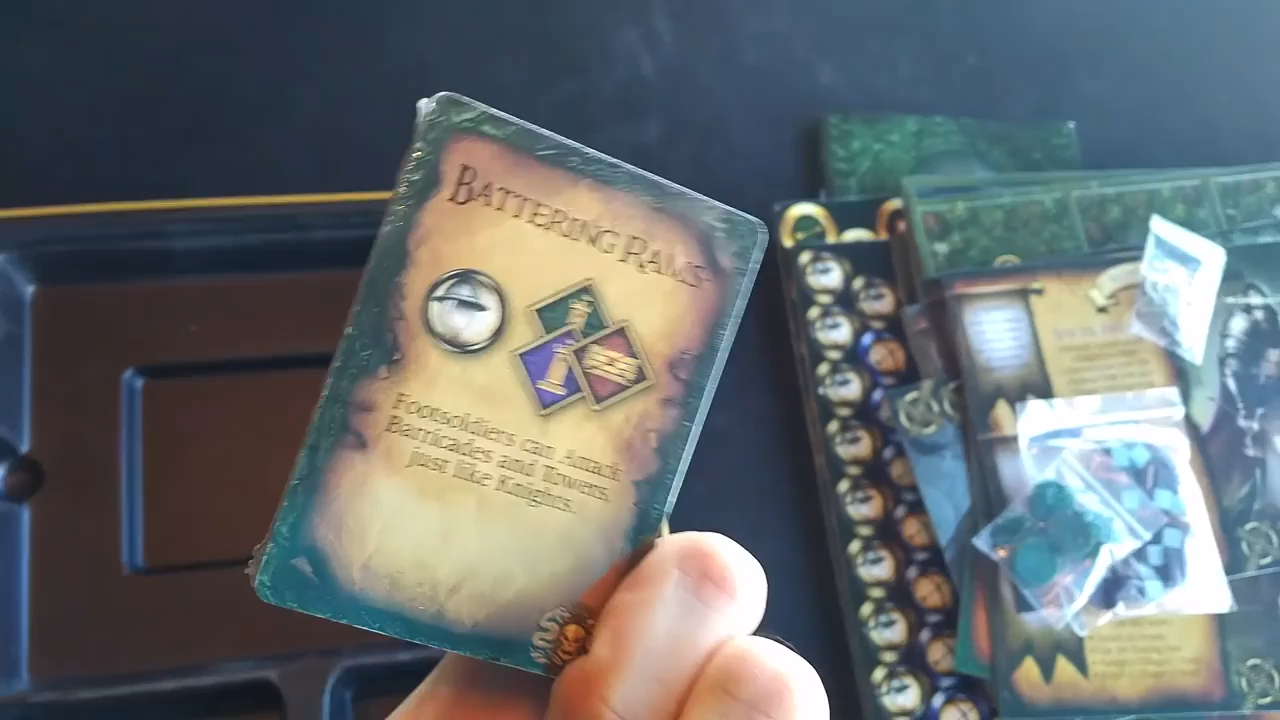 BATTERING RAMS
Footsoldiers can Attack
Barricades and Towers,
just like Knights.